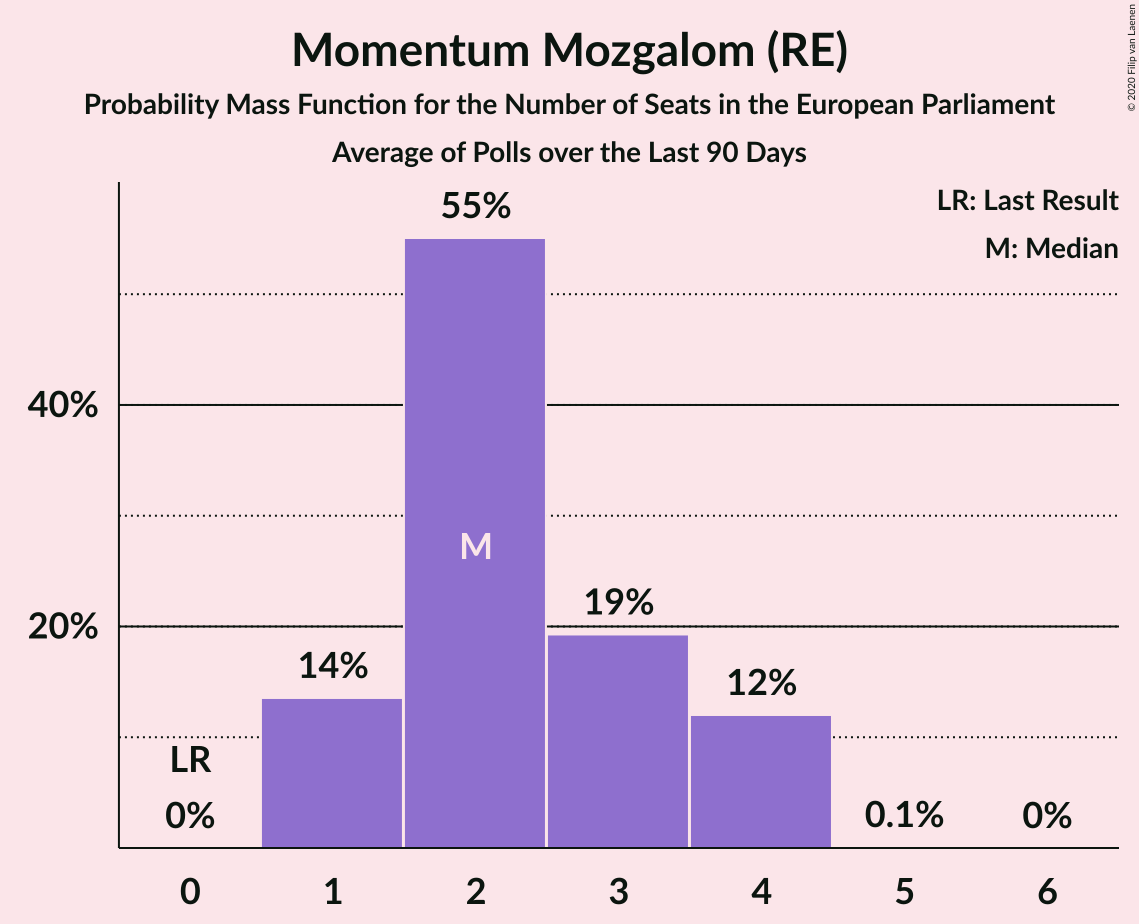 Momentum Mozgalom (RE)
Probability Mass Function for the Number of Seats in the European Parliament
Average of Polls over the Last 90 Days
© 2020 Filip van Laenen
LR: Last Result
M: Median
55%
40%
M
19%
20%
14%
12%
LR
0%
0.1%
0%
0 1 2 3 4 5 6